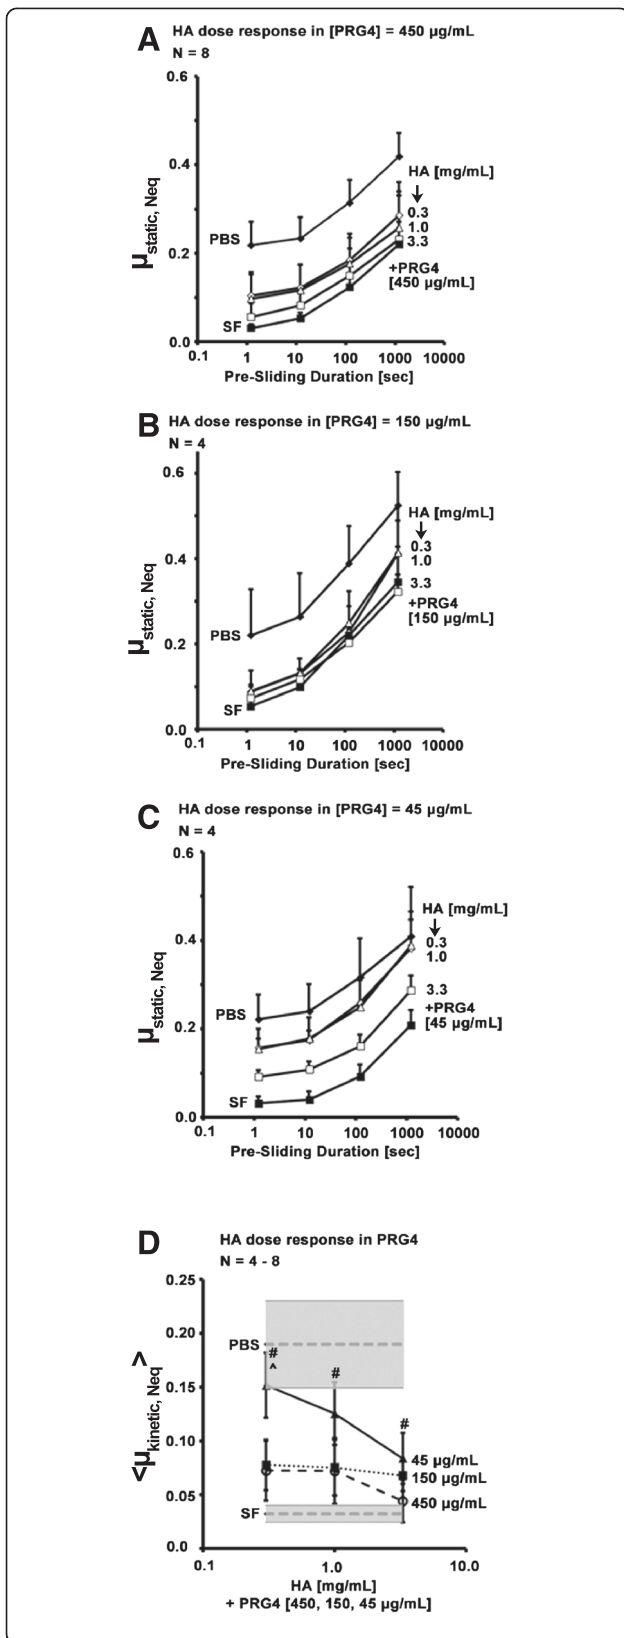 A
HA dose response in [PRG4] = 450 µg/mL
N = 8
0.6
0.4
0.2
0.0
µstatic, Neq
PBS
SF
HA [mg/mL]
0.3
1.0
3.3
+PRG4
[450 µg/mL]
0.1 1 10 100 1000 10000
Pre-Sliding Duration [sec]
B
HA dose response in [PRG4] = 150 µg/mL
N = 4
0.6
0.4
0.2
0.0
µstatic, Neq
PBS
SF
HA [mg/mL]
0.3
1.0
3.3
+PRG4
[150 µg/mL]
0.1 1 10 100 1000 10000
Pre-Sliding Duration [sec]
C
HA dose response in [PRG4] = 45 µg/mL
N = 4
0.6
0.4
0.2
0.0
µstatic, Neq
PBS
SF
HA [mg/mL]
0.3
1.0
3.3
+PRG4
[45 µg/mL]
0.1 1 10 100 1000 10000
Pre-Sliding Duration [sec]
D
HA dose response in PRG4
N = 4 - 8
0.25
0.20
0.15
0.10
0.05
0.0
<µkinetic, Neq>
PBS
#
^
#
#
45 µg/mL
150 µg/mL
450 µg/mL
SF
0.1 1.0 10.0
HA [mg/mL]
+ PRG4 [450, 150, 45 µg/mL]